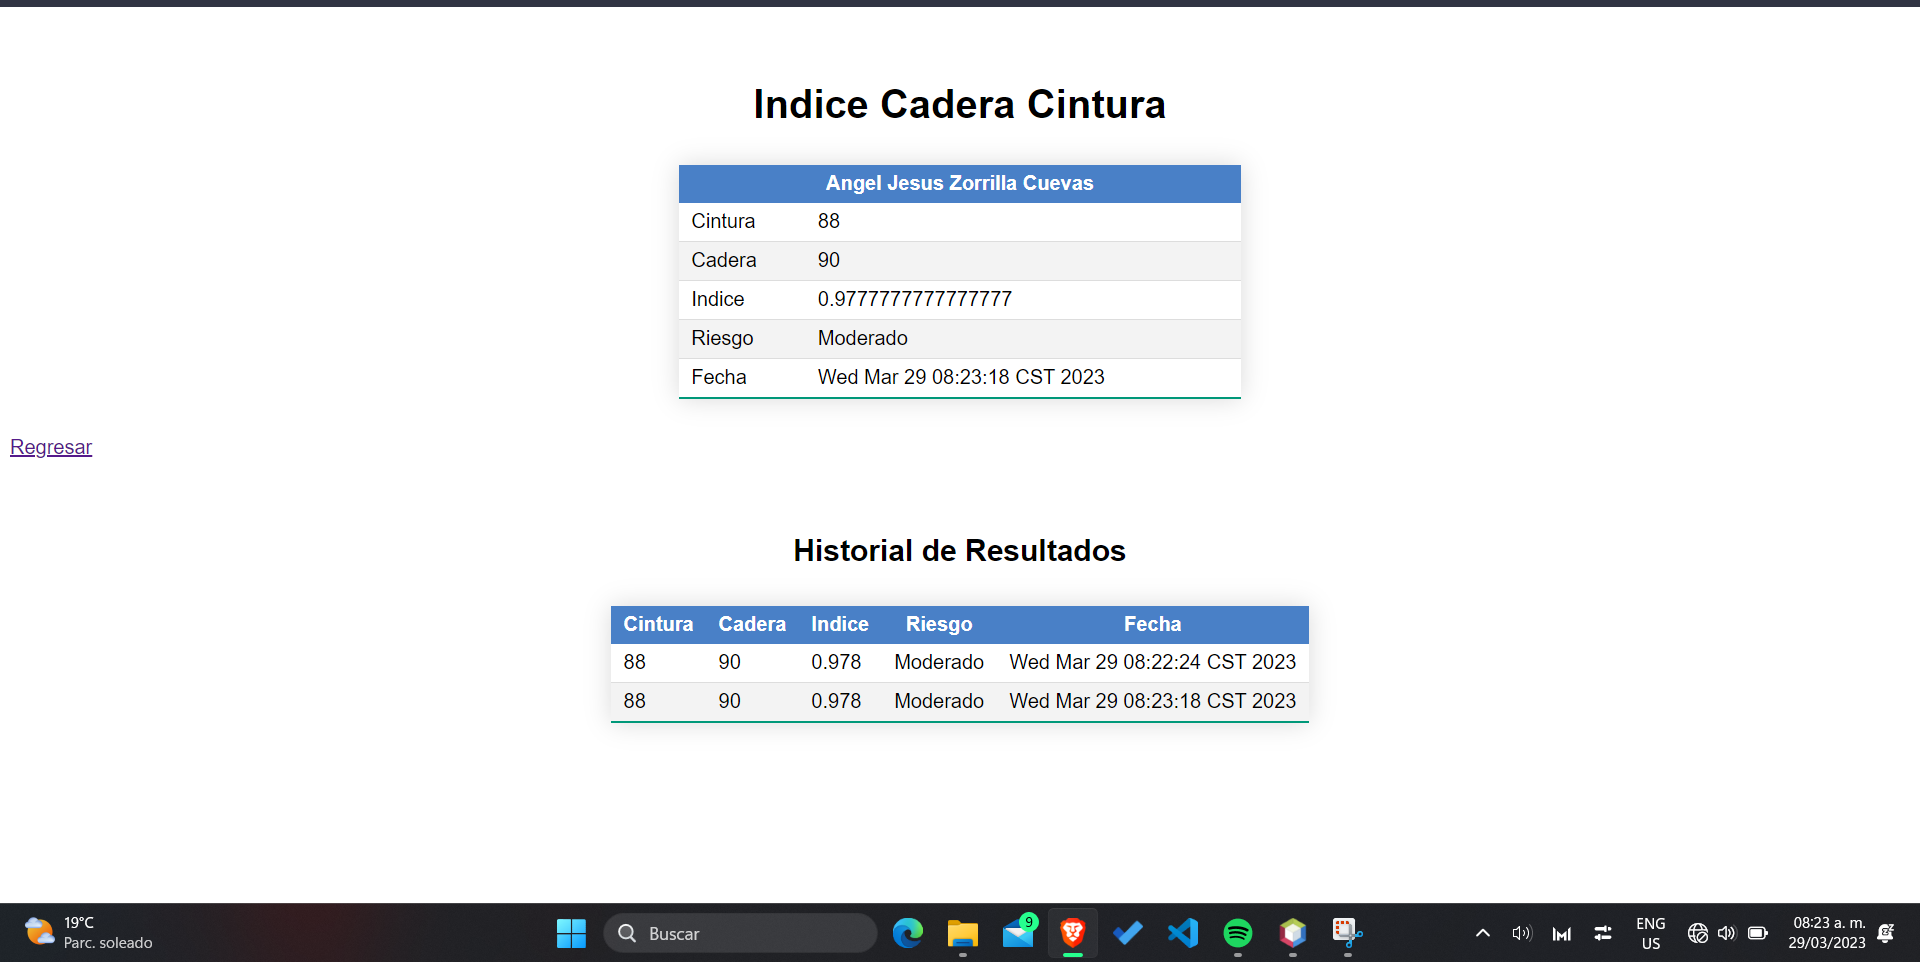 Indice Cadera Cintura
Angel Jesus Zorrilla Cuevas
Cintura 88
Cadera 90
Indice 0.9777777777777777
Riesgo Moderado
Fecha Wed Mar 29 08:23:18 CST 2023
Regresar
Historial de Resultados
Cintura Cadera Indice Riesgo Fecha
88 90 0.978 Moderado Wed Mar 29 08:22:24 CST 2023
88 90 0.978 Moderado Wed Mar 29 08:23:18 CST 2023
19°C
Parc. soleado
Buscar
9
ENG
US
08:23 a. m.
29/03/2023